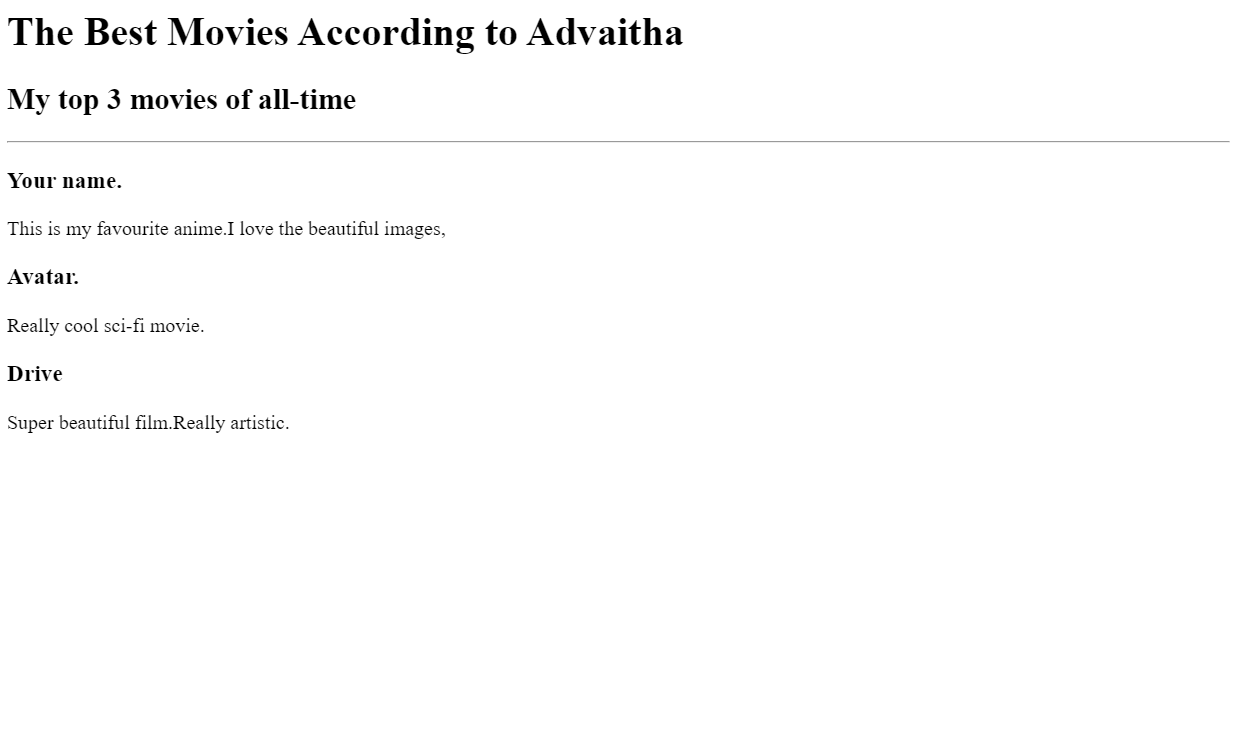 The Best Movies According to Advaitha
My top 3 movies of all-time
Your name.
This is my favourite anime.I love the beautiful images,
Avatar.
Really cool sci-fi movie.
Drive
Super beautiful film.Really artistic.